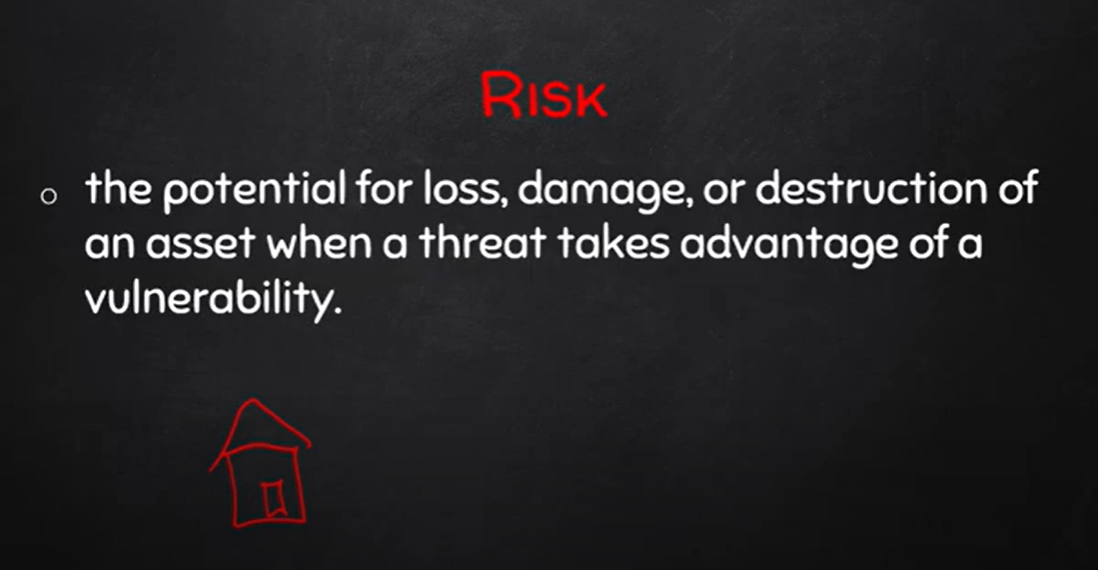 Risk
the potential for loss, damage, or destruction of
an asset when a threat takes advantage of a
vulnerability.